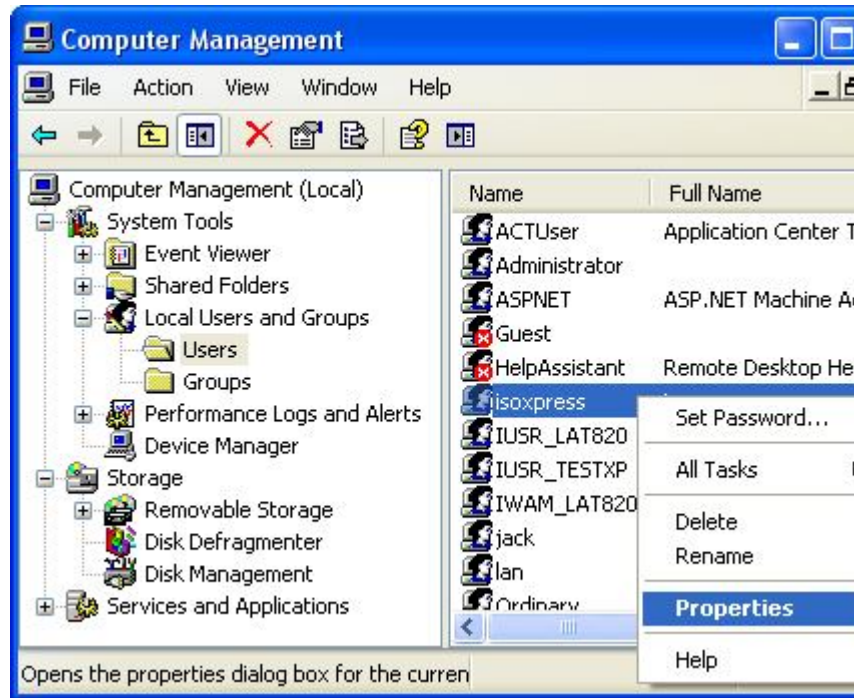 Computer Management
File Action View Window Help
Computer Management (Local)
System Tools
Event Viewer
Shared Folders
Local Users and Groups
Users
Groups
Performance Logs and Alerts
Device Manager
Storage
Removable Storage
Disk Defragmenter
Disk Management
Services and Applications
Name Full Name
ACTUser Application Center T
Administrator
ASPNET ASP.NET Machine A
Guest
HelpAssistant Remote Desktop He
isoxpress
IUSR_LAT820
IUSR_TESTXP
IWAM_LAT820
jack
lan
Ordinary
Set Password...
All Tasks
Delete
Rename
Properties
Help
Opens the properties dialog box for the curren